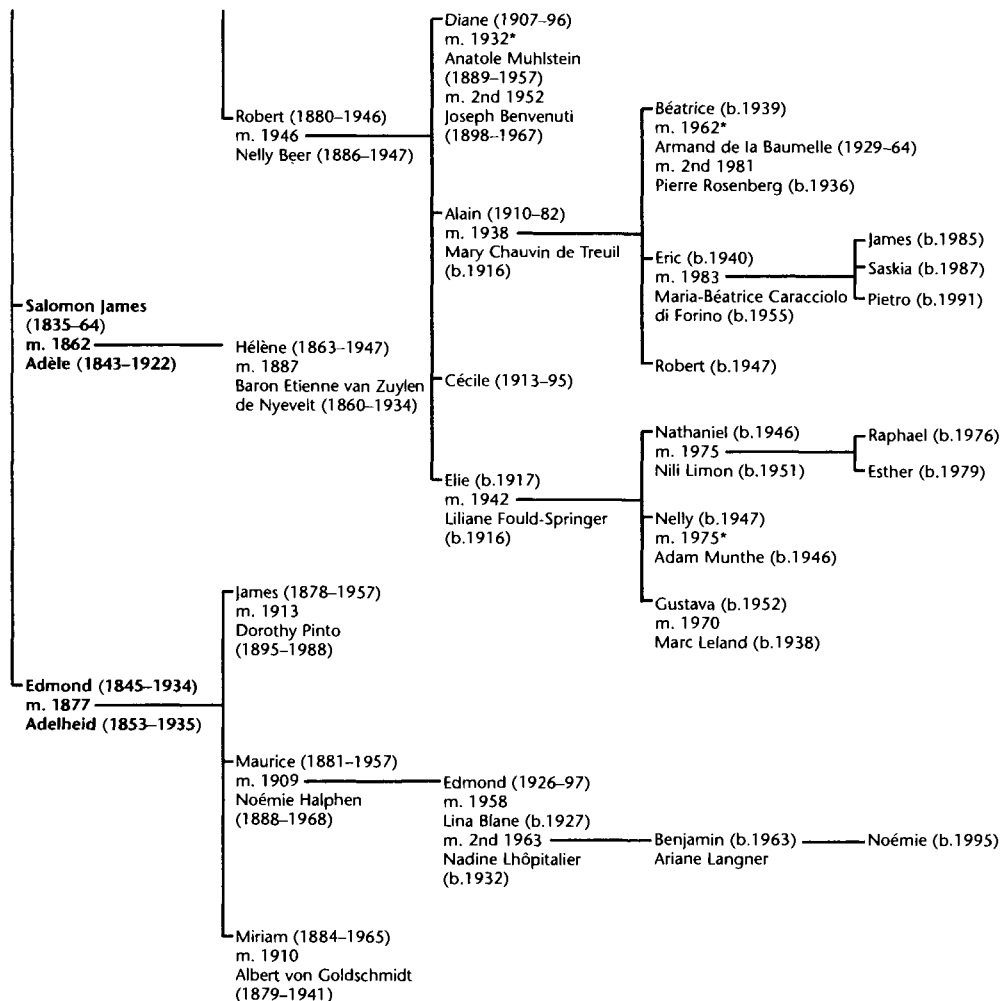 Diane (1907–96)
m. 1932*
Anatole Muhlstein
(1889–1957)
m. 2nd 1952
Joseph Benvenuti
(1898–1967)
Robert (1880–1946)
m. 1946
Nelly Beer (1886–1947)
Béatrice (b.1939)
m. 1962*
Armand de la Baumelle (1929–64)
m. 2nd 1981
Pierre Rosenberg (b.1936)
Alain (1910–82)
m. 1938
Mary Chauvin de Treuil
(b.1916)
Eric (b.1940)
m. 1983
Maria-Béatrice Caracciolo
di Forino (b.1955)
James (b.1985)
Saskia (b.1987)
Pietro (b.1991)
Robert (b.1947)
Salomon James
(1835–64)
m. 1862
Adèle (1843–1922)
Hélène (1863–1947)
m. 1887
Baron Etienne van Zuylen
de Nyevelt (1860–1934)
Cécile (1913–95)
Elie (b.1917)
m. 1942
Liliane Fould-Springer
(b.1916)
Nathaniel (b.1946)
m. 1975
Nili Limon (b.1951)
Raphael (b.1976)
Esther (b.1979)
Nelly (b.1947)
m. 1975*
Adam Munthe (b.1946)
Gustava (b.1952)
m. 1970
Marc Leland (b.1938)
Edmond (1845–1934)
m. 1877
Adelheid (1853–1935)
James (1878–1957)
m. 1913
Dorothy Pinto
(1895–1988)
Maurice (1881–1957)
m. 1909
Noémie Halphen
(1888–1968)
Edmond (1926–97)
m. 1958
Lina Blane (b.1927)
m. 2nd 1963
Nadine Lhôpitalier
(b.1932)
Benjamin (b.1963)
Ariane Langner
Noémie (b.1995)
Miriam (1884–1965)
m. 1910
Albert von Goldschmidt
(1879–1941)